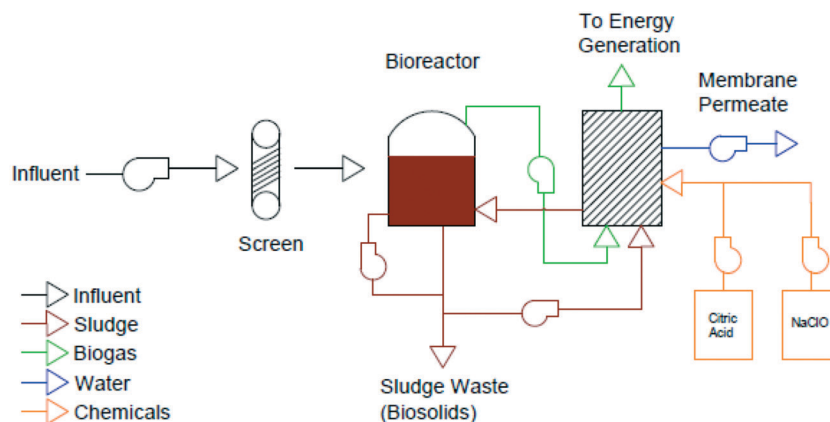 To Energy
Generation
Bioreactor
Membrane
Permeate
Influent
Screen
Citric
Acid
NaClO
Influent
Sludge
Biogas
Water
Chemicals
Sludge Waste
(Biosolids)